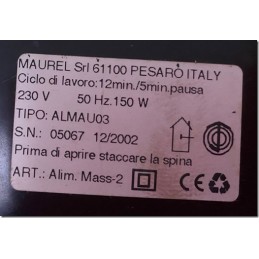 MAUREL Srl 61100 PESARO ITALY
Ciclo di lavoro:12min./5min.pausa
230 V 50 Hz.150 W
TIPO: ALMAU03
S.N.: 05067 12/2002
Prima di aprire staccare la spina
ART.: Alim. Mass-2 CE